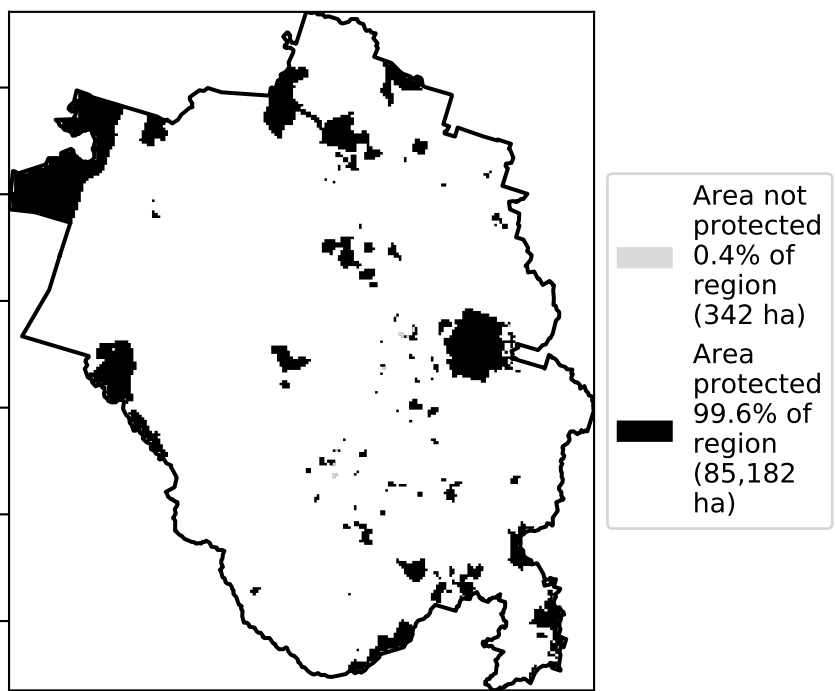 Area not
protected
0.4% of
region
(342 ha)
Area
protected
99.6% of
region
(85,182
ha)